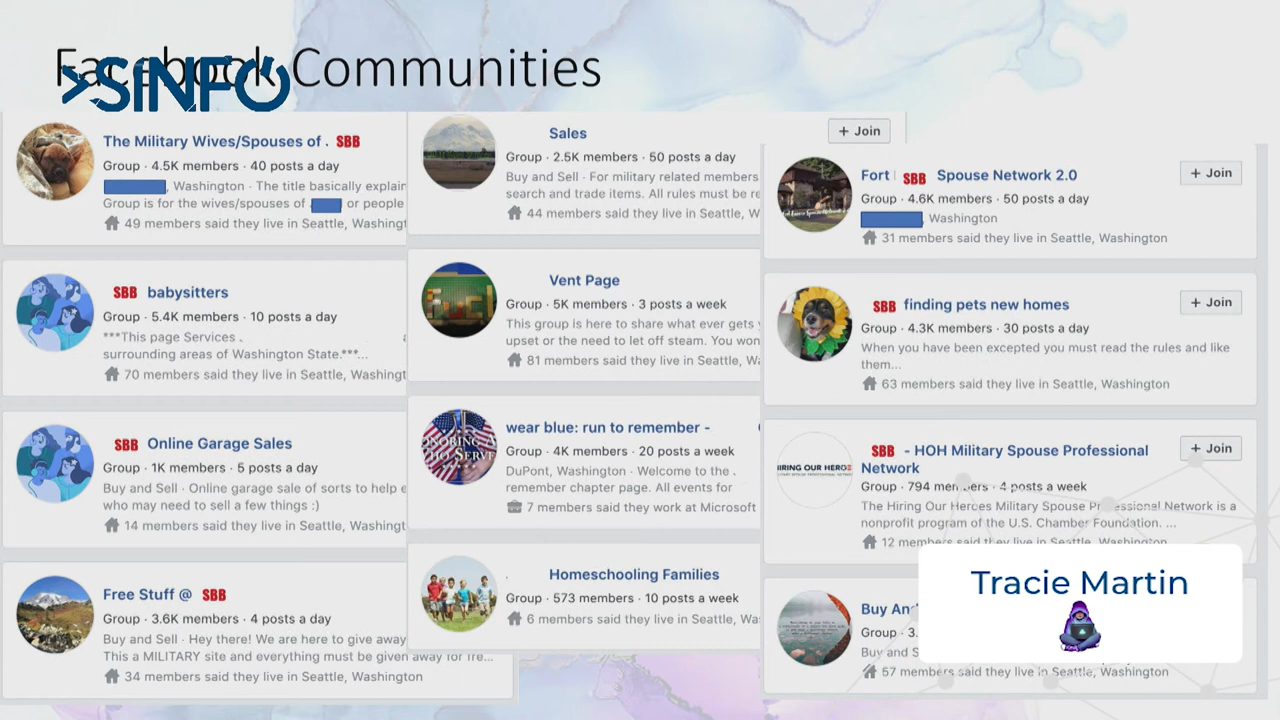 Facebook Communities
>SINFO
The Military Wives/Spouses of . SBB
Group · 4.5K members · 40 posts a day
, Washington · The title basically explain
Group is for the wives/spouses of or people
49 members said they live in Seattle, Washingt
SBB babysitters
Group · 5.4K members · 10 posts a day
***This page Services .
surrounding areas of Washington State.***...
70 members said they live in Seattle, Washingt
SBB Online Garage Sales
Group · 1K members · 5 posts a day
Buy and Sell · Online garage sale of sorts to help e
who may need to sell a few things :)
14 members said they live in Seattle, Washingt
Free Stuff @ SBB
Group · 3.6K members · 4 posts a day
Buy and Sell · Hey there! We are here to give away
This a MILITARY site and everything must be given away for fre...
34 members said they live in Seattle, Washington
Sales
+ Join
Group · 2.5K members · 50 posts a day
Buy and Sell · For military related members
search and trade items. All rules must be re
44 members said they live in Seattle, W
Vent Page
Group · 5K members · 3 posts a week
This group is here to share what ever gets y
upset or the need to let off steam. You won
81 members said they live in Seattle, Wa
wear blue: run to remember -
Group · 4K members · 20 posts a week
DuPont, Washington · Welcome to the .
remember chapter page. All events for
7 members said they work at Microsoft
Homeschooling Families
Group · 573 members · 10 posts a week
6 members said they live in Seattle, Wa
Fort SBB Spouse Network 2.0
+ Join
Group · 4.6K members · 50 posts a day
, Washington
31 members said they live in Seattle, Washington
SBB finding pets new homes
+ Join
Group · 4.3K members · 30 posts a day
When you have been excepted you must read the rules and like
them...
63 members said they live in Seattle, Washington
HIRING OUR HEROES
SBB - HOH Military Spouse Professional
Network
+ Join
Group · 794 members · 4 posts a week
The Hiring Our Heroes Military Spouse Professional Network is a
nonprofit program of the U.S. Chamber Foundation. ...
12 members said they live in Seattle, Washington
Buy An
Group · 3.
Buy and S
57 members said they live in Seattle, Washington
Tracie Martin